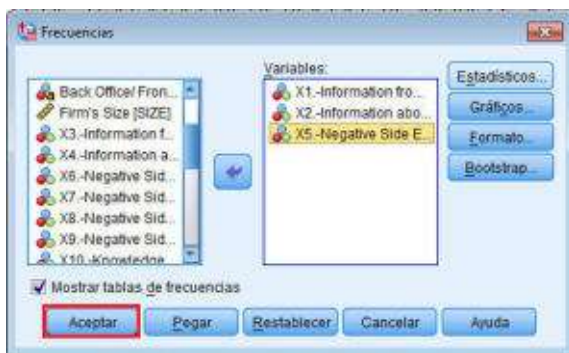 Frecuencias
Back Office/ Fron...
Firm's Size [SIZE]
X3.-Information f...
X4.-Information a...
X6.-Negative Sid...
X7.-Negative Sid...
X8.-Negative Sid...
X9.-Negative Sid...
X10.-Knowledge
Variables:
X1.-Information fro...
X2.-Information abo...
X5.-Negative Side E...
Estadísticos...
Gráficos...
Formato...
Bootstrap...
Mostrar tablas de frecuencias
Aceptar
Pegar
Restablecer
Cancelar
Ayuda